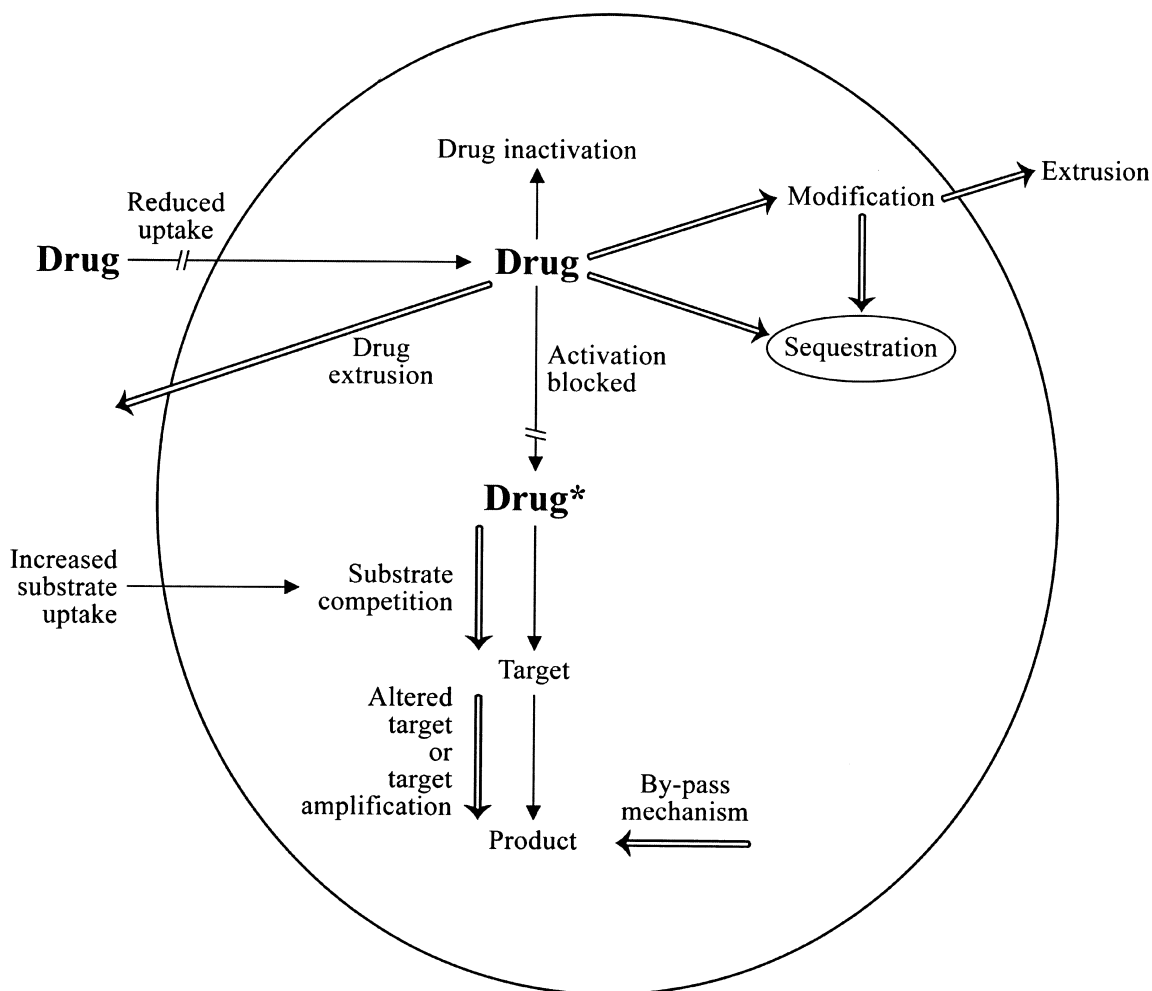 Drug inactivation
Extrusion
Modification
Reduced
uptake
Drug
Drug
Sequestration
Drug
extrusion
Activation
blocked
Drug*
Increased
substrate
uptake
Substrate
competition
Target
Altered
target
or
target
amplification
By-pass
mechanism
Product